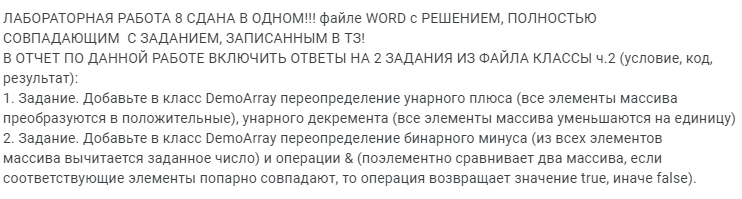 ЛАБОРАТОРНАЯ РАБОТА 8 СДАНА В ОДНОМ!!! файле WORD с РЕШЕНИЕМ, ПОЛНОСТЬЮ
СОВПАДАЮЩИМ С ЗАДАНИЕМ, ЗАПИСАННЫМ В ТЗ!
В ОТЧЕТ ПО ДАННОЙ РАБОТЕ ВКЛЮЧИТЬ ОТВЕТЫ НА 2 ЗАДАНИЯ ИЗ ФАЙЛА КЛАССЫ ч.2 (условие, код,
результат):
1. Задание. Добавьте в класс DemoArray переопределение унарного плюса (все элементы массива
преобразуются в положительные), унарного декремента (все элементы массива уменьшаются на единицу)
2. Задание. Добавьте в класс DemoArray переопределение бинарного минуса (из всех элементов
массива вычитается заданное число) и операции & (поэлементно сравнивает два массива, если
соответствующие элементы попарно совпадают, то операция возвращает значение true, иначе false).